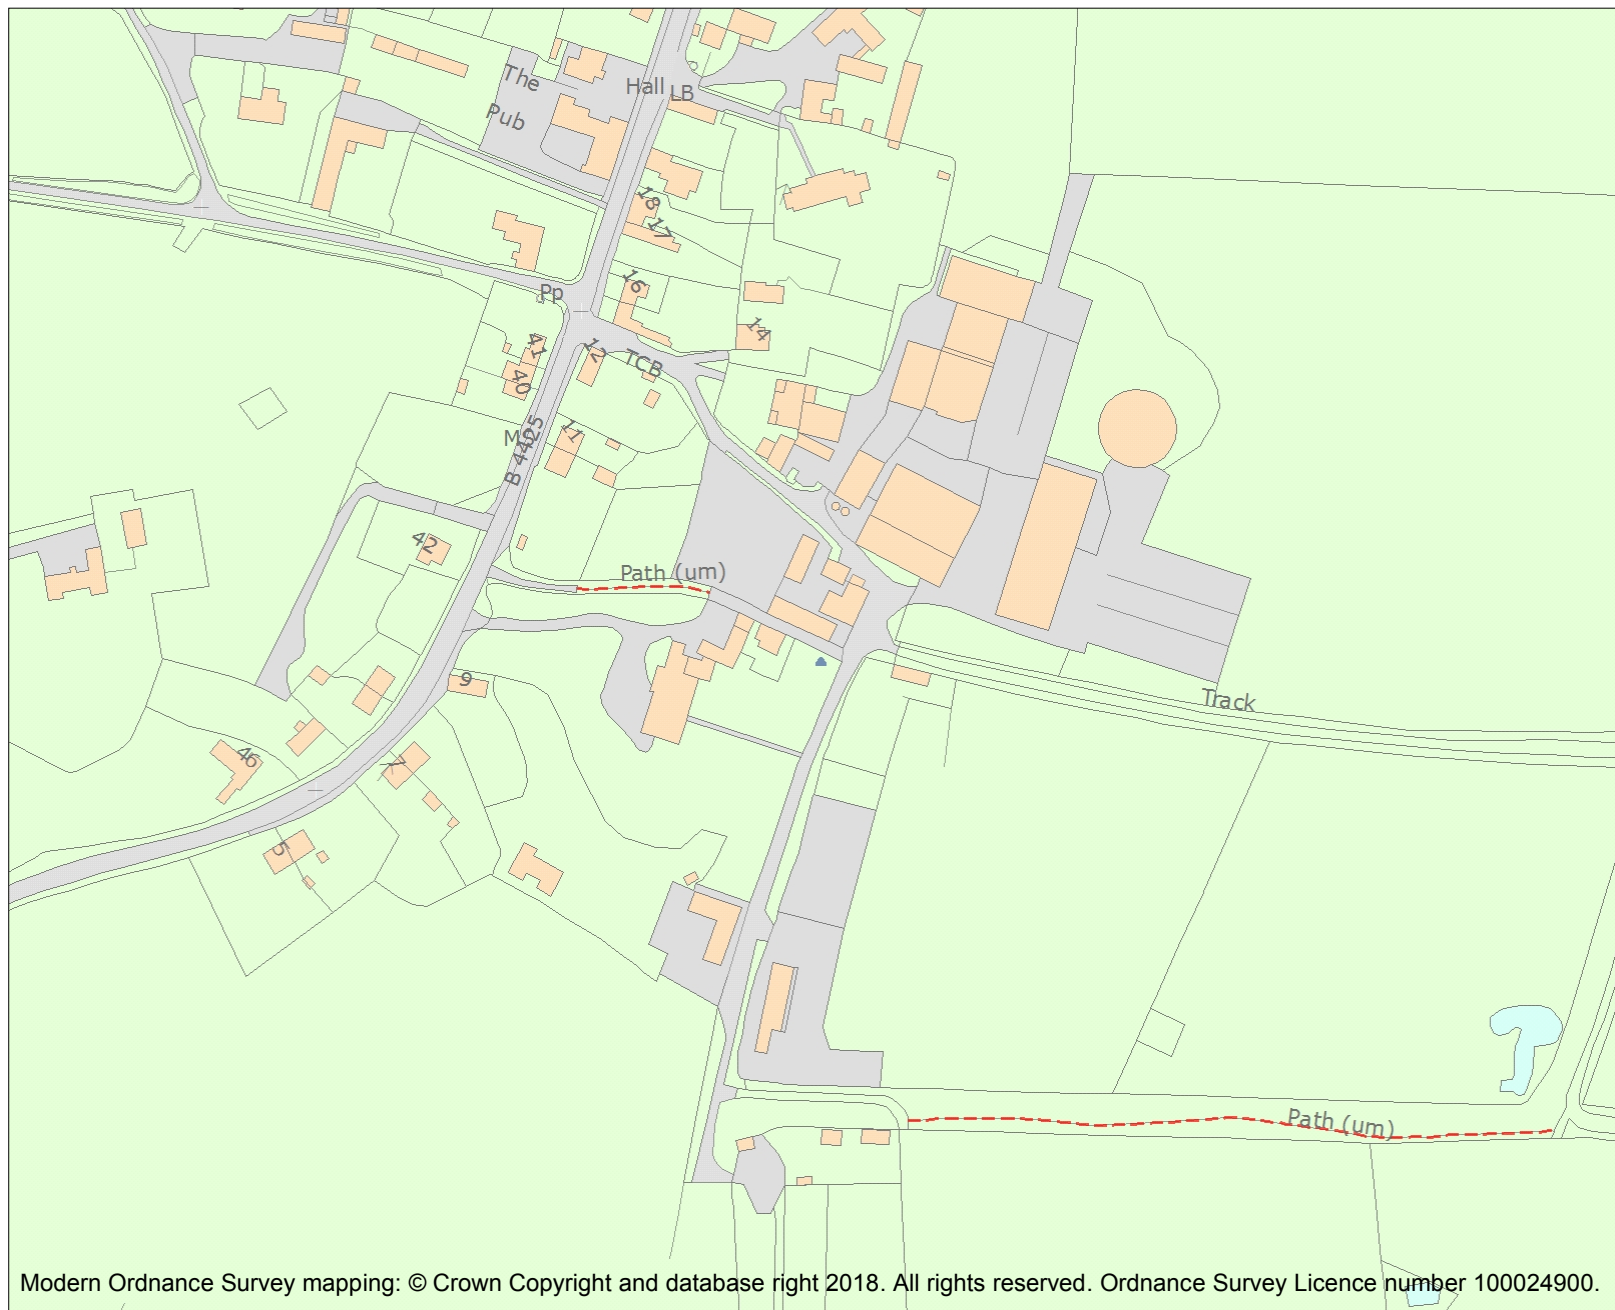 The
Pub
Hall
LB
18
17
16
Pp
14
41
12
TCB
40
M
B 4425
11
42
Path (um)
9
Track
46
7
5
Path (um)
Modern Ordnance Survey mapping: © Crown Copyright and database right 2018. All rights reserved. Ordnance Survey Licence number 100024900.